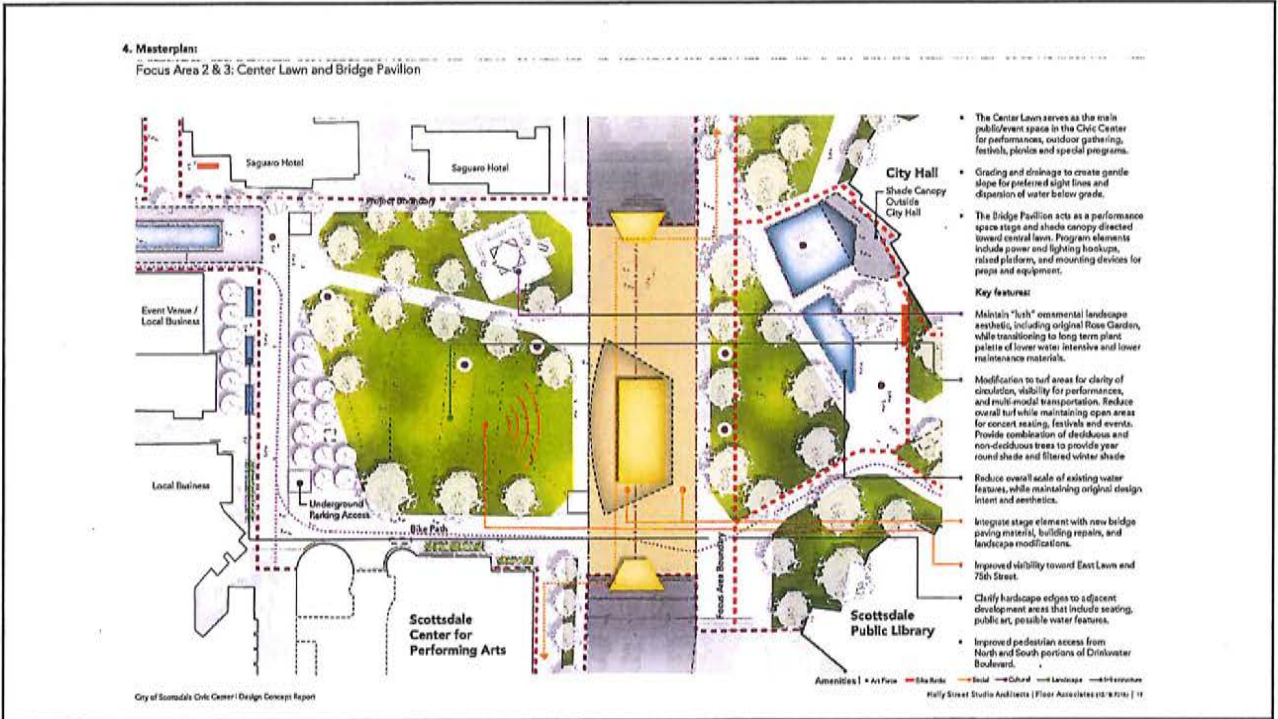 4. Masterplan:
Focus Area 2 & 3: Center Lawn and Bridge Pavilion
Saguaro Hotel
Saguaro Hotel
Project Boundary
City Hall
Shade Canopy
Outside
City Hall
Event Venue /
Local Business
Local Business
Underground
Parking Access
Bike Path
Focus Area Boundry
Scottsdale
Center for
Performing Arts
Scottsdale
Public Library
• The Center Lawn serves as the main
public/event space in the Civic Center
for performances, outdoor gathering,
festivals, picnics and special programs.
• Grading and drainage to create gentle
slope for preferred sight lines and
dispersion of water below grade.
• The Bridge Pavilion acts as a performance
space stage and shade canopy directed
toward central lawn. Program elements
include power and lighting hookups,
raised platform, and mounting devices for
props and equipment.
Key features:
Maintain "lush" ornamental landscape
aesthetic, including original Rose Garden,
while transitioning to long term plant
palette of lower water intensive and lower
maintenance materials.
Modification to turf areas for clarity of
circulation, visibility for performances,
and multi-modal transportation. Reduce
overall turf while maintaining open areas
for concert seating, festivals and events.
Provide combination of deciduous and
non-deciduous trees to provide year
round shade and filtered winter shade
Reduce overall scale of existing water
features, while maintaining original design
intent and aesthetics.
Integrate stage element with new bridge
paving material, building repairs, and
landscape modifications.
Improved visibility toward East Lawn and
75th Street.
Clarify hardscape edges to adjacent
development areas that include seating,
public art, possible water features.
• Improved pedestrian access from
North and South portions of Drinkwater
Boulevard.
Amenities | • Art Piece Bike Racks Social Cultural Landscape Infrastructure
City of Scottsdale Civic Center | Design Concept Report
Holly Street Studio Architects | Floor Associates